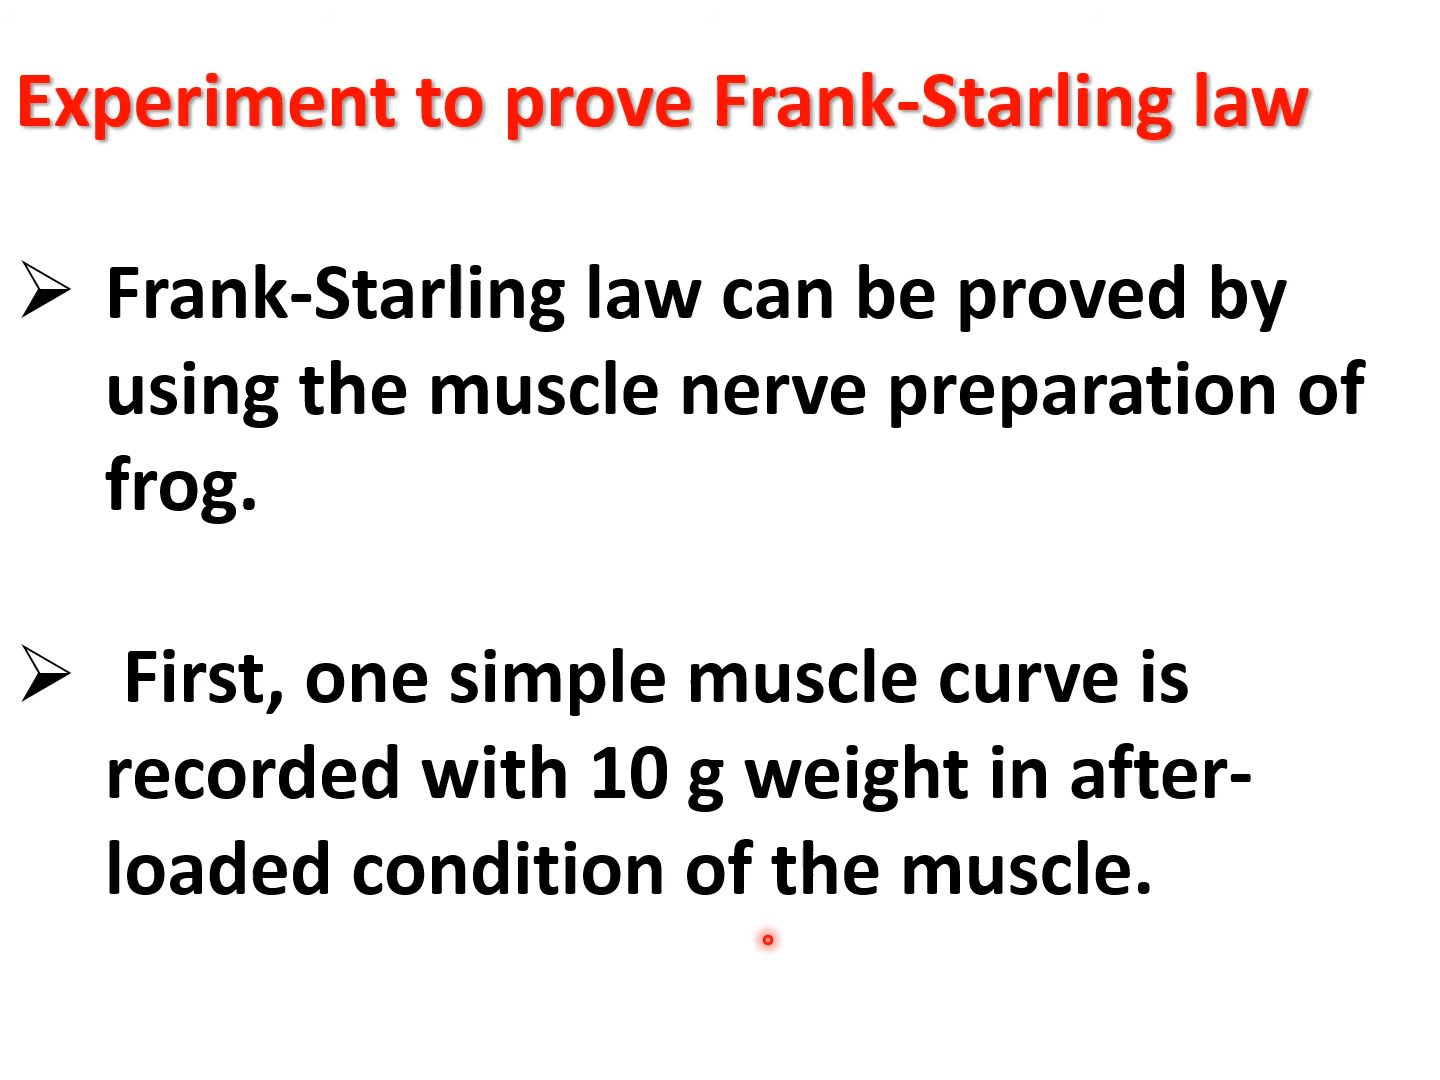 Experiment to prove Frank-Starling law
Frank-Starling law can be proved by
using the muscle nerve preparation of
frog.
First, one simple muscle curve is
recorded with 10 g weight in after-
loaded condition of the muscle.